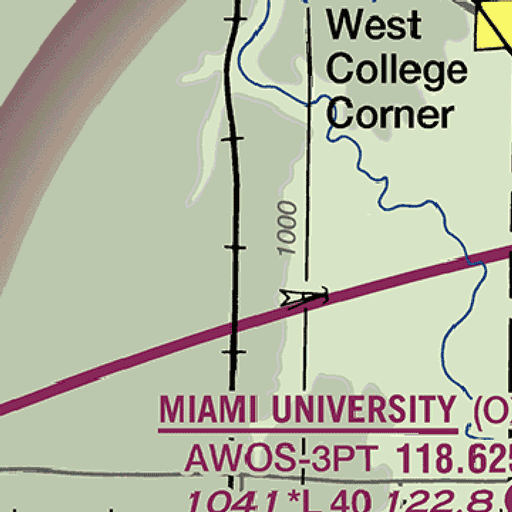 West
College
Corner
1000
MIAMI UNIVERSITY (O
AWOS-3PT 118.625
1041 *L 40 122.8